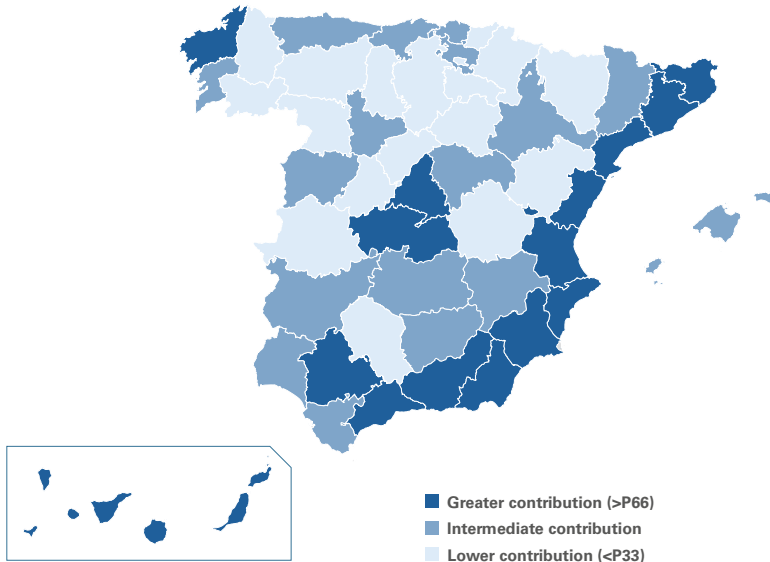 Greater contribution (>P66)
Intermediate contribution
Lower contribution (<P33)